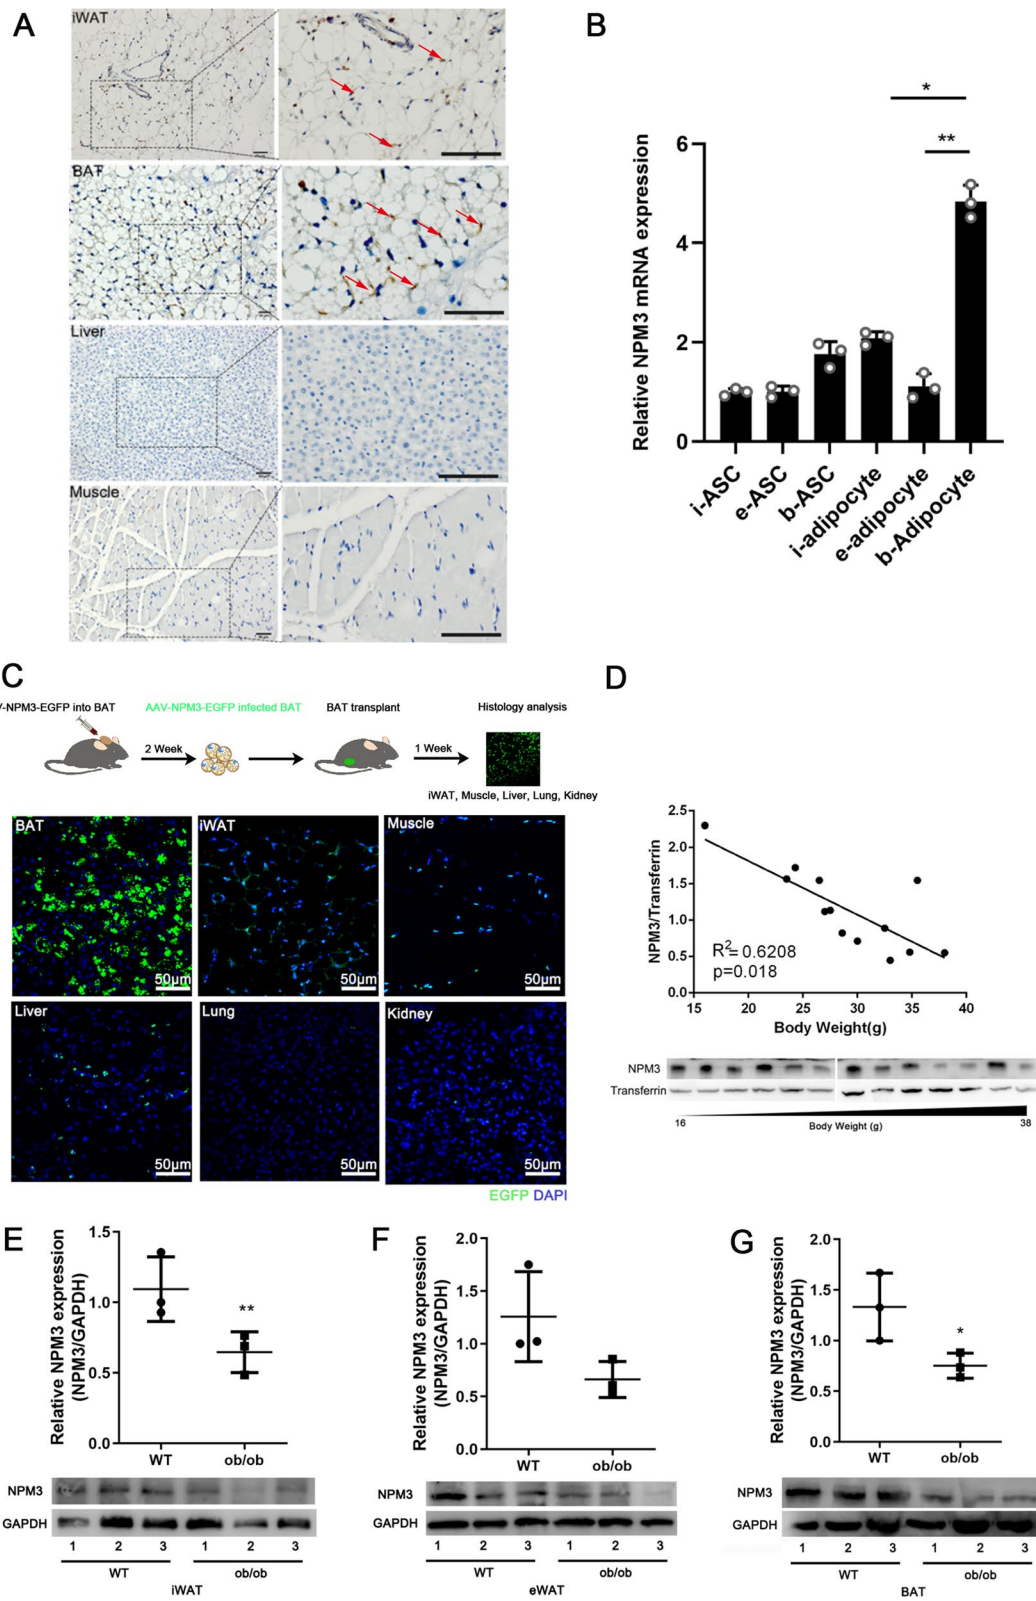 A
iWAT
BAT
Liver
Muscle
B
*
**
Relative NPM3 mRNA expression
6
4
2
0
i-ASC
e-ASC
b-ASC
i-adipocyte
e-adipocyte
b-Adipocyte
C
V-NPM3-EGFP into BAT
AAV-NPM3-EGFP infected BAT
BAT transplant
Histology analysis
2 Week
1 Week
iWAT, Muscle, Liver, Lung, Kidney
BAT
iWAT
Muscle
50μm
50μm
50μm
Liver
Lung
Kidney
50μm
50μm
50μm
EGFP DAPI
D
NPM3/Transferrin
2.5
2.0
1.5
1.0
0.5
0.0
R²= 0.6208
p=0.018
15 20 25 30 35 40
Body Weight(g)
NPM3
Transferrin
16 Body Weight (g) 38
E
Relative NPM3 expression
(NPM3/GAPDH)
1.5
1.0
0.5
0.0
**
WT ob/ob
NPM3
GAPDH
1 2 3 1 2 3
WT ob/ob
iWAT
F
Relative NPM3 expression
(NPM3/GAPDH)
2.0
1.5
1.0
0.5
0.0
WT ob/ob
NPM3
GAPDH
1 2 3 1 2 3
WT ob/ob
eWAT
G
Relative NPM3 expression
(NPM3/GAPDH)
2.0
1.5
1.0
0.5
0.0
*
WT ob/ob
NPM3
GAPDH
1 2 3 1 2 3
WT ob/ob
BAT